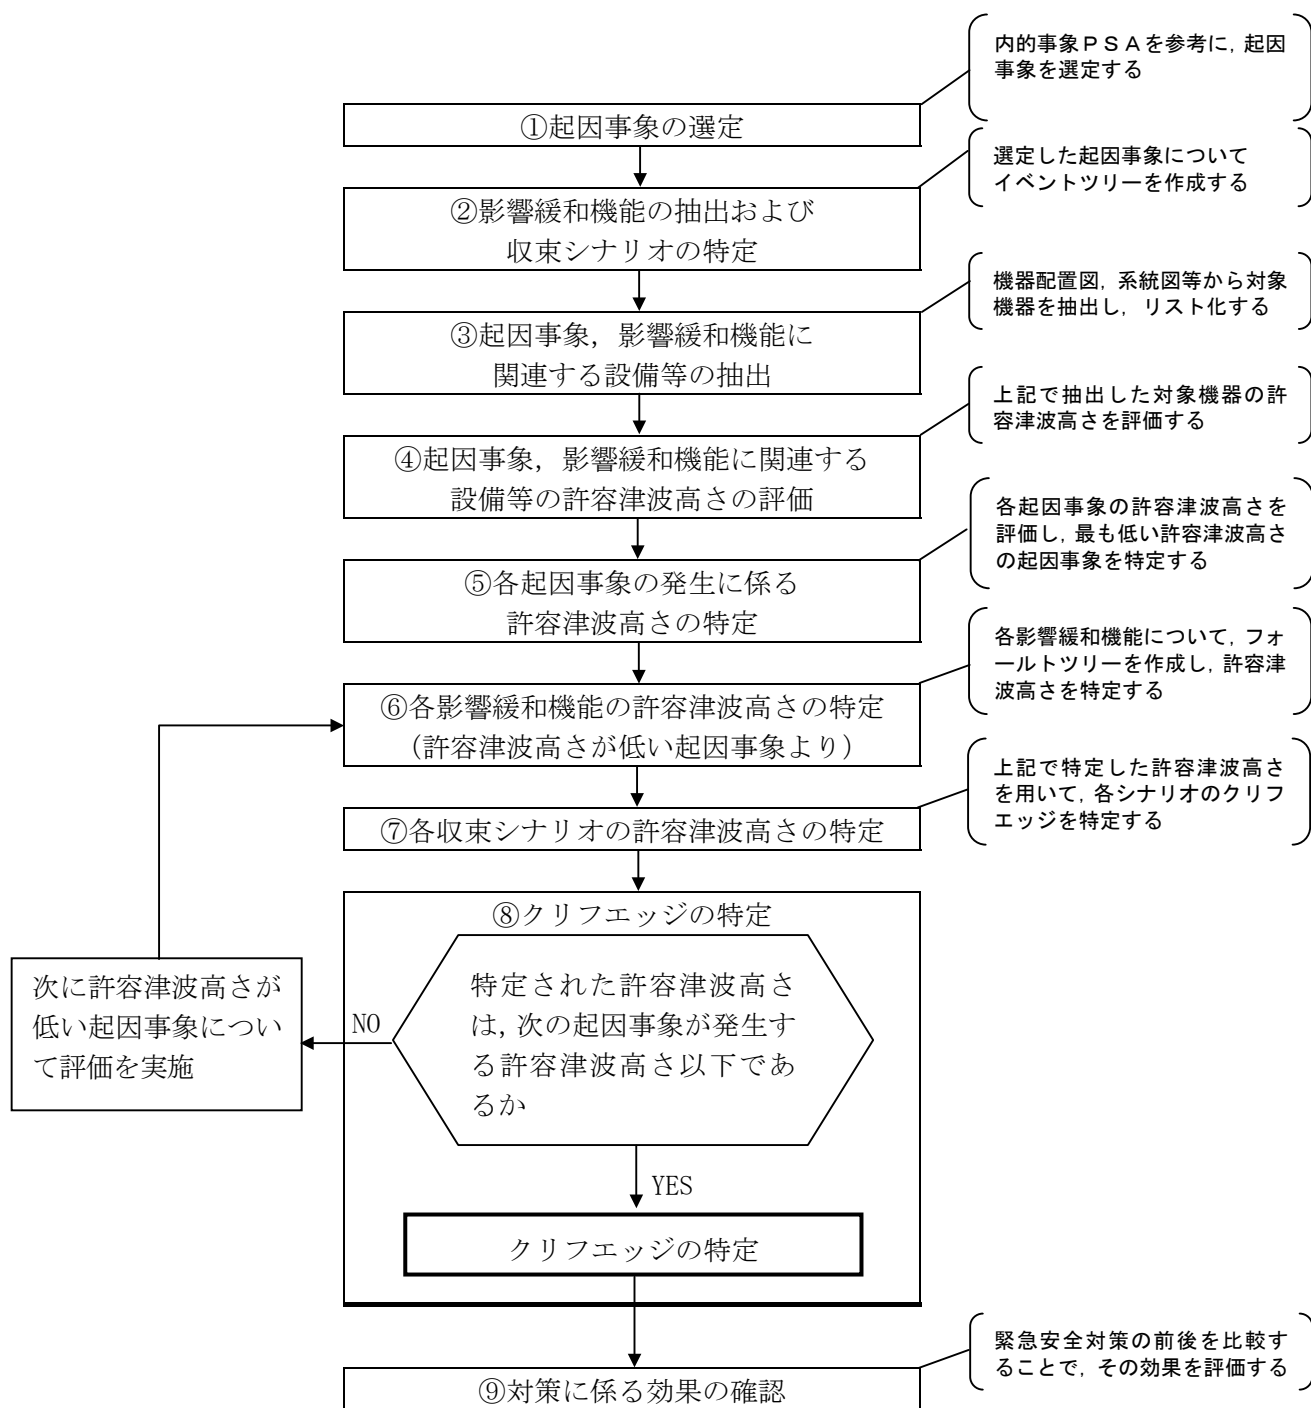 内的事象ＰＳＡを参考に，起因
事象を選定する
①起因事象の選定
選定した起因事象について
イベントツリーを作成する
②影響緩和機能の抽出および
収束シナリオの特定
機器配置図，系統図等から対象
機器を抽出し，リスト化する
③起因事象，影響緩和機能に
関連する設備等の抽出
上記で抽出した対象機器の許
容津波高さを評価する
④起因事象，影響緩和機能に関連する
設備等の許容津波高さの評価
各起因事象の許容津波高さを
評価し，最も低い許容津波高さ
の起因事象を特定する
⑤各起因事象の発生に係る
許容津波高さの特定
各影響緩和機能について，フォ
ールトツリーを作成し，許容津
波高さを特定する
⑥各影響緩和機能の許容津波高さの特定
（許容津波高さが低い起因事象より）
上記で特定した許容津波高さ
を用いて，各シナリオのクリフ
エッジを特定する
⑦各収束シナリオの許容津波高さの特定
⑧クリフエッジの特定
特定された許容津波高さ
は，次の起因事象が発生す
る許容津波高さ以下であ
るか
NO
次に許容津波高さが
低い起因事象につい
て評価を実施
YES
クリフエッジの特定
緊急安全対策の前後を比較す
ることで，その効果を評価する
⑨対策に係る効果の確認